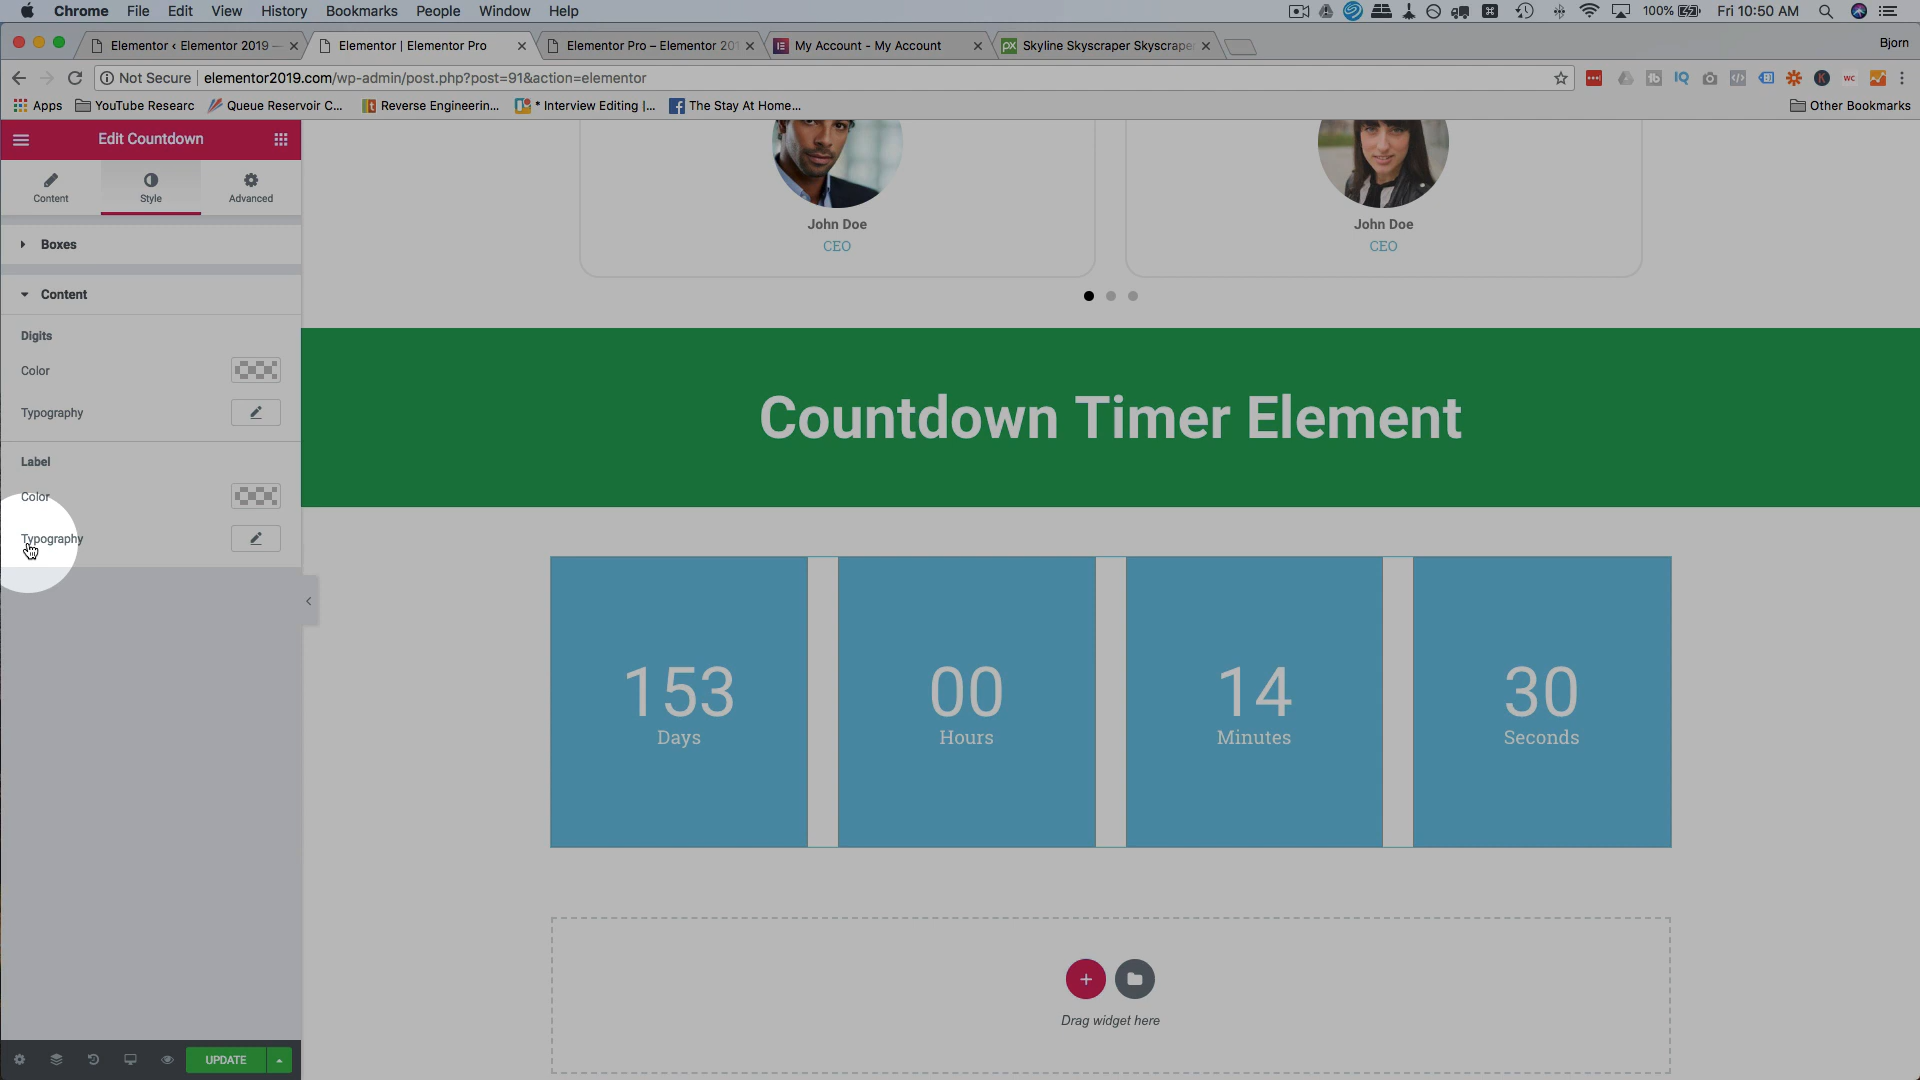 Chrome File Edit View History Bookmarks People Window Help 100% Fri 10:50 AM
Elementor ‹ Elementor 2019 — Elementor | Elementor Pro Elementor Pro – Elementor 201 My Account - My Account Skyline Skyscraper Skyscraper Bjorn
Not Secure elementor2019.com/wp-admin/post.php?post=91&action=elementor
Apps YouTube Researc Queue Reservoir C... Reverse Engineerin... * Interview Editing |... The Stay At Home... Other Bookmarks
Edit Countdown
Content Style Advanced
Boxes
Content
Digits
Color
Typography
Label
Color
Typography
UPDATE
John Doe John Doe
CEO CEO
Countdown Timer Element
153 00 14 30
Days Hours Minutes Seconds
Drag widget here